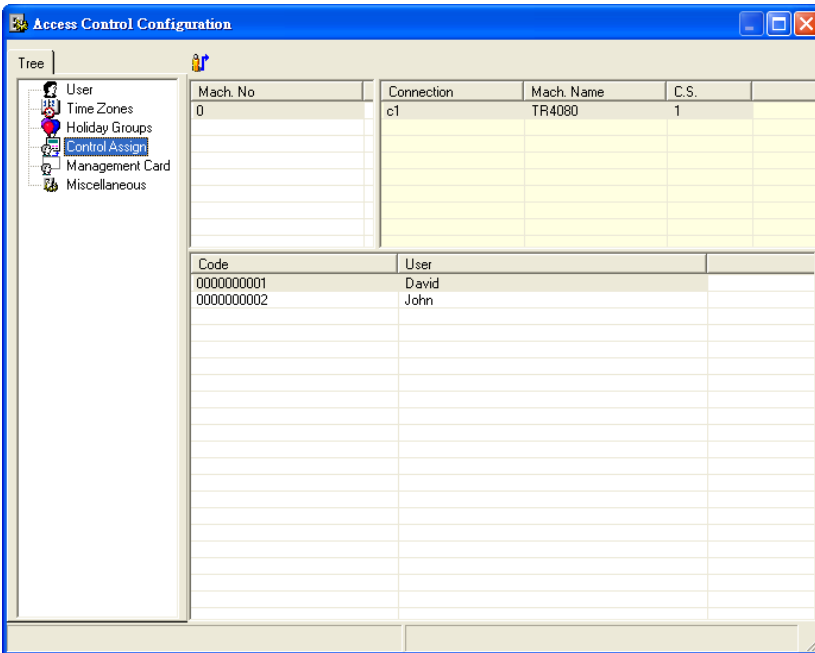 Access Control Configuration
Tree
User
Time Zones
Holiday Groups
Control Assign
Management Card
Miscellaneous
Mach. No
0
Connection Mach. Name C.S.
c1 TR4080 1
Code User
0000000001 David
0000000002 John